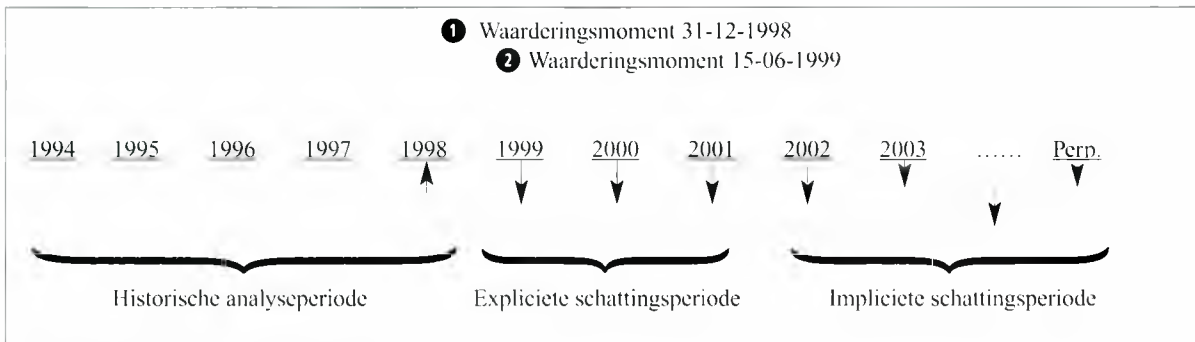 ❶ Waarderingsmoment 31-12-1998
❷ Waarderingsmoment 15-06-1999
1994 1995 1996 1997 1998 1999 2000 2001 2002 2003 ...... Perp.
Historische analyseperiode Expliciete schattingsperiode Impliciete schattingsperiode